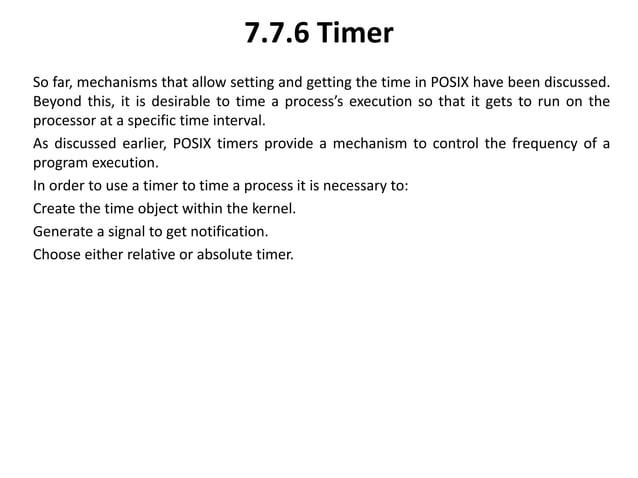 7.7.6 Timer
So far, mechanisms that allow setting and getting the time in POSIX have been discussed.
Beyond this, it is desirable to time a process’s execution so that it gets to run on the
processor at a specific time interval.
As discussed earlier, POSIX timers provide a mechanism to control the frequency of a
program execution.
In order to use a timer to time a process it is necessary to:
Create the time object within the kernel.
Generate a signal to get notification.
Choose either relative or absolute timer.